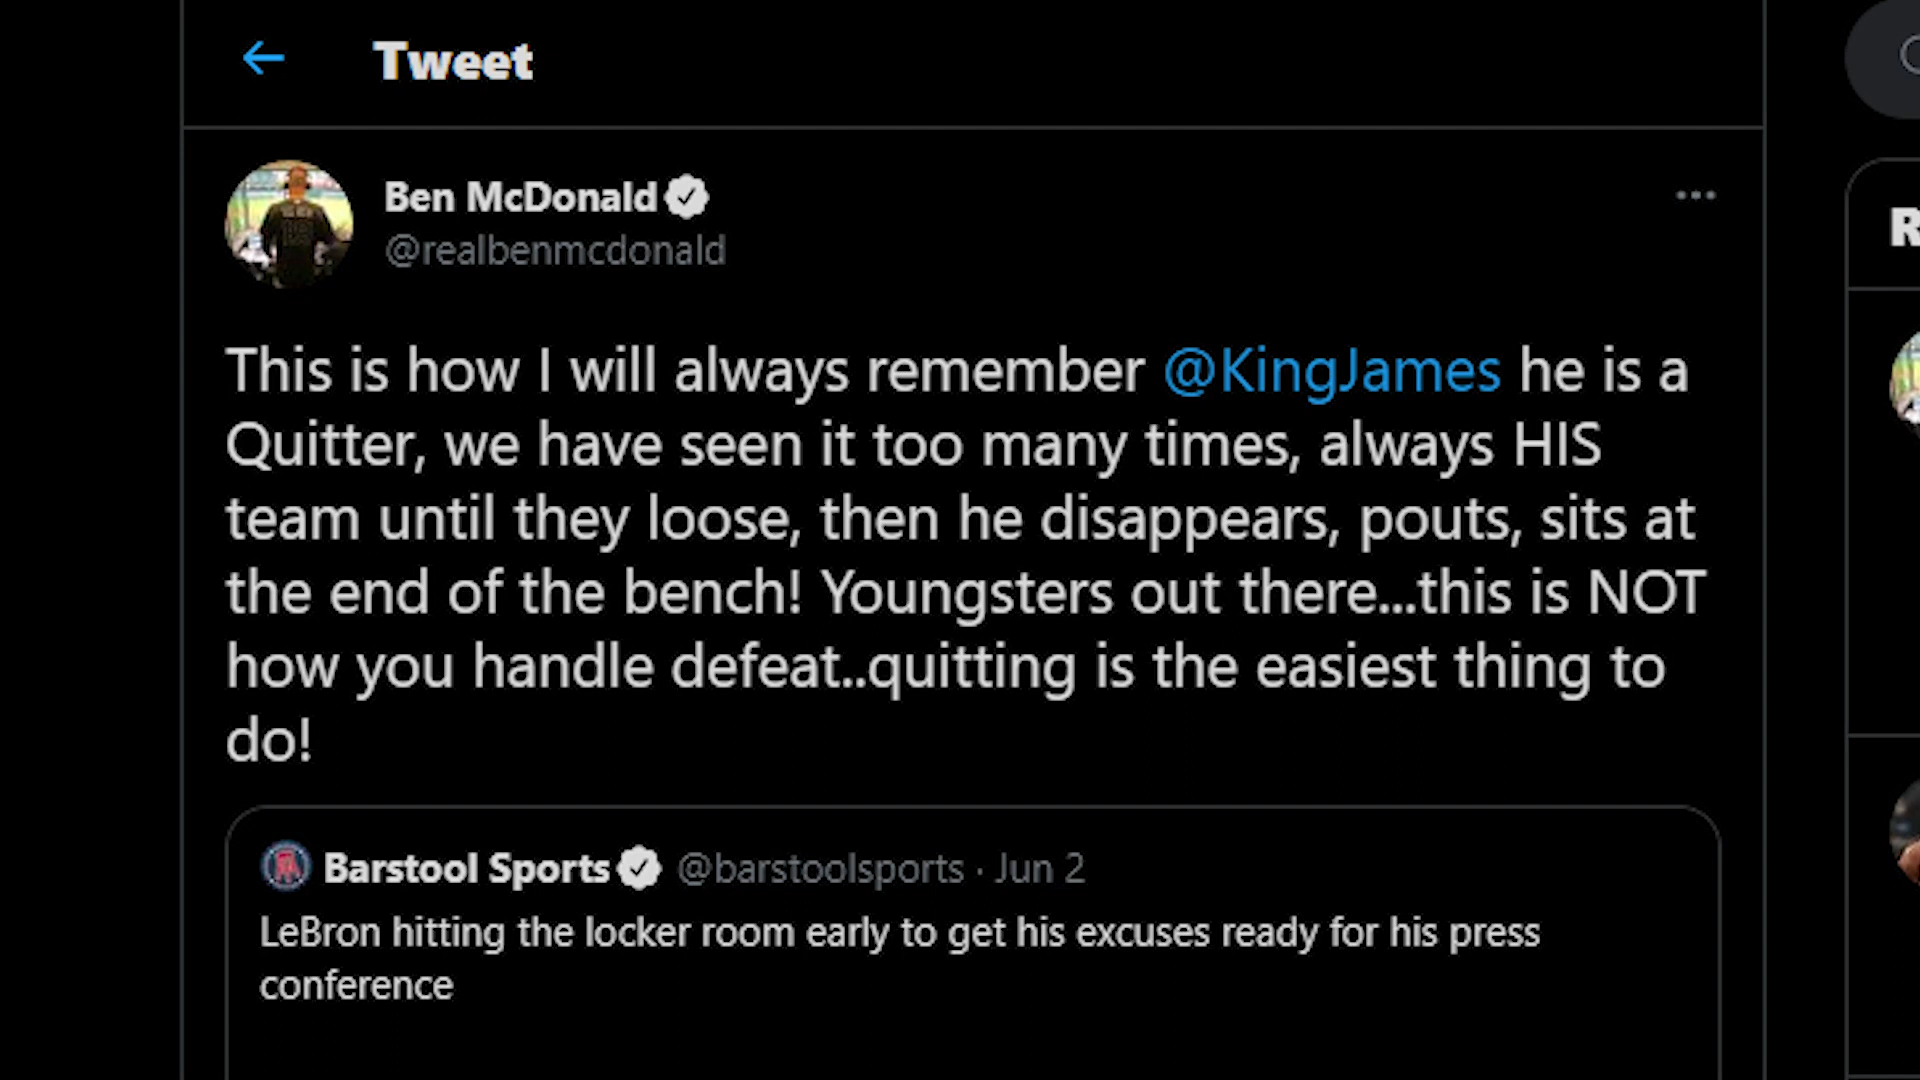 Tweet
Ben McDonald
@realbenmcdonald
This is how I will always remember @KingJames he is a
Quitter, we have seen it too many times, always HIS
team until they loose, then he disappears, pouts, sits at
the end of the bench! Youngsters out there...this is NOT
how you handle defeat..quitting is the easiest thing to
do!
Barstool Sports @barstoolsports · Jun 2
LeBron hitting the locker room early to get his excuses ready for his press
conference
R